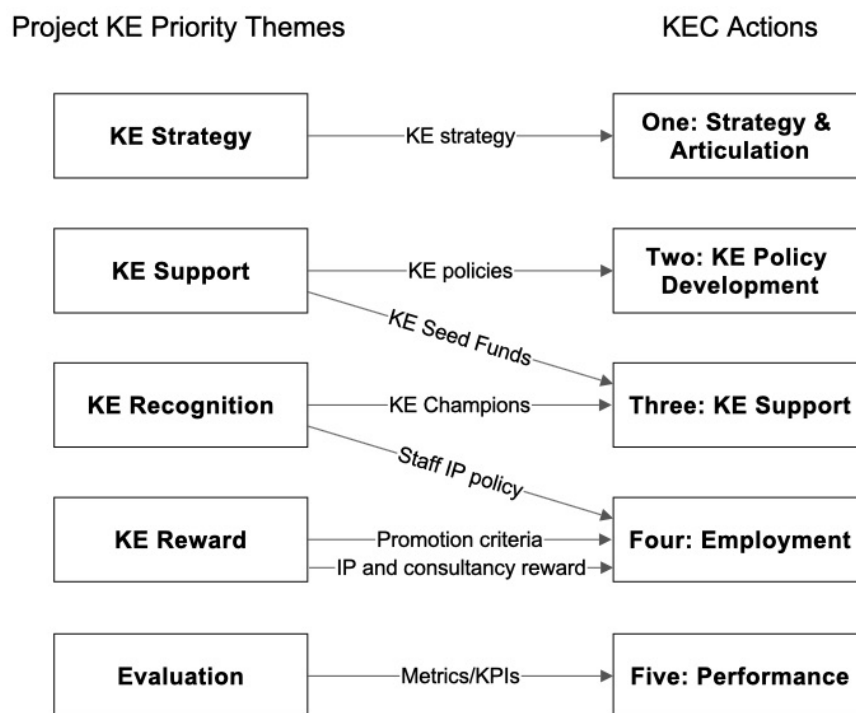 Project KE Priority Themes
KEC Actions
KE Strategy
KE strategy
One: Strategy &
Articulation
KE Support
KE policies
Two: KE Policy
Development
KE Seed Funds
KE Recognition
KE Champions
Three: KE Support
Staff IP policy
KE Reward
Promotion criteria
IP and consultancy reward
Four: Employment
Evaluation
Metrics/KPIs
Five: Performance